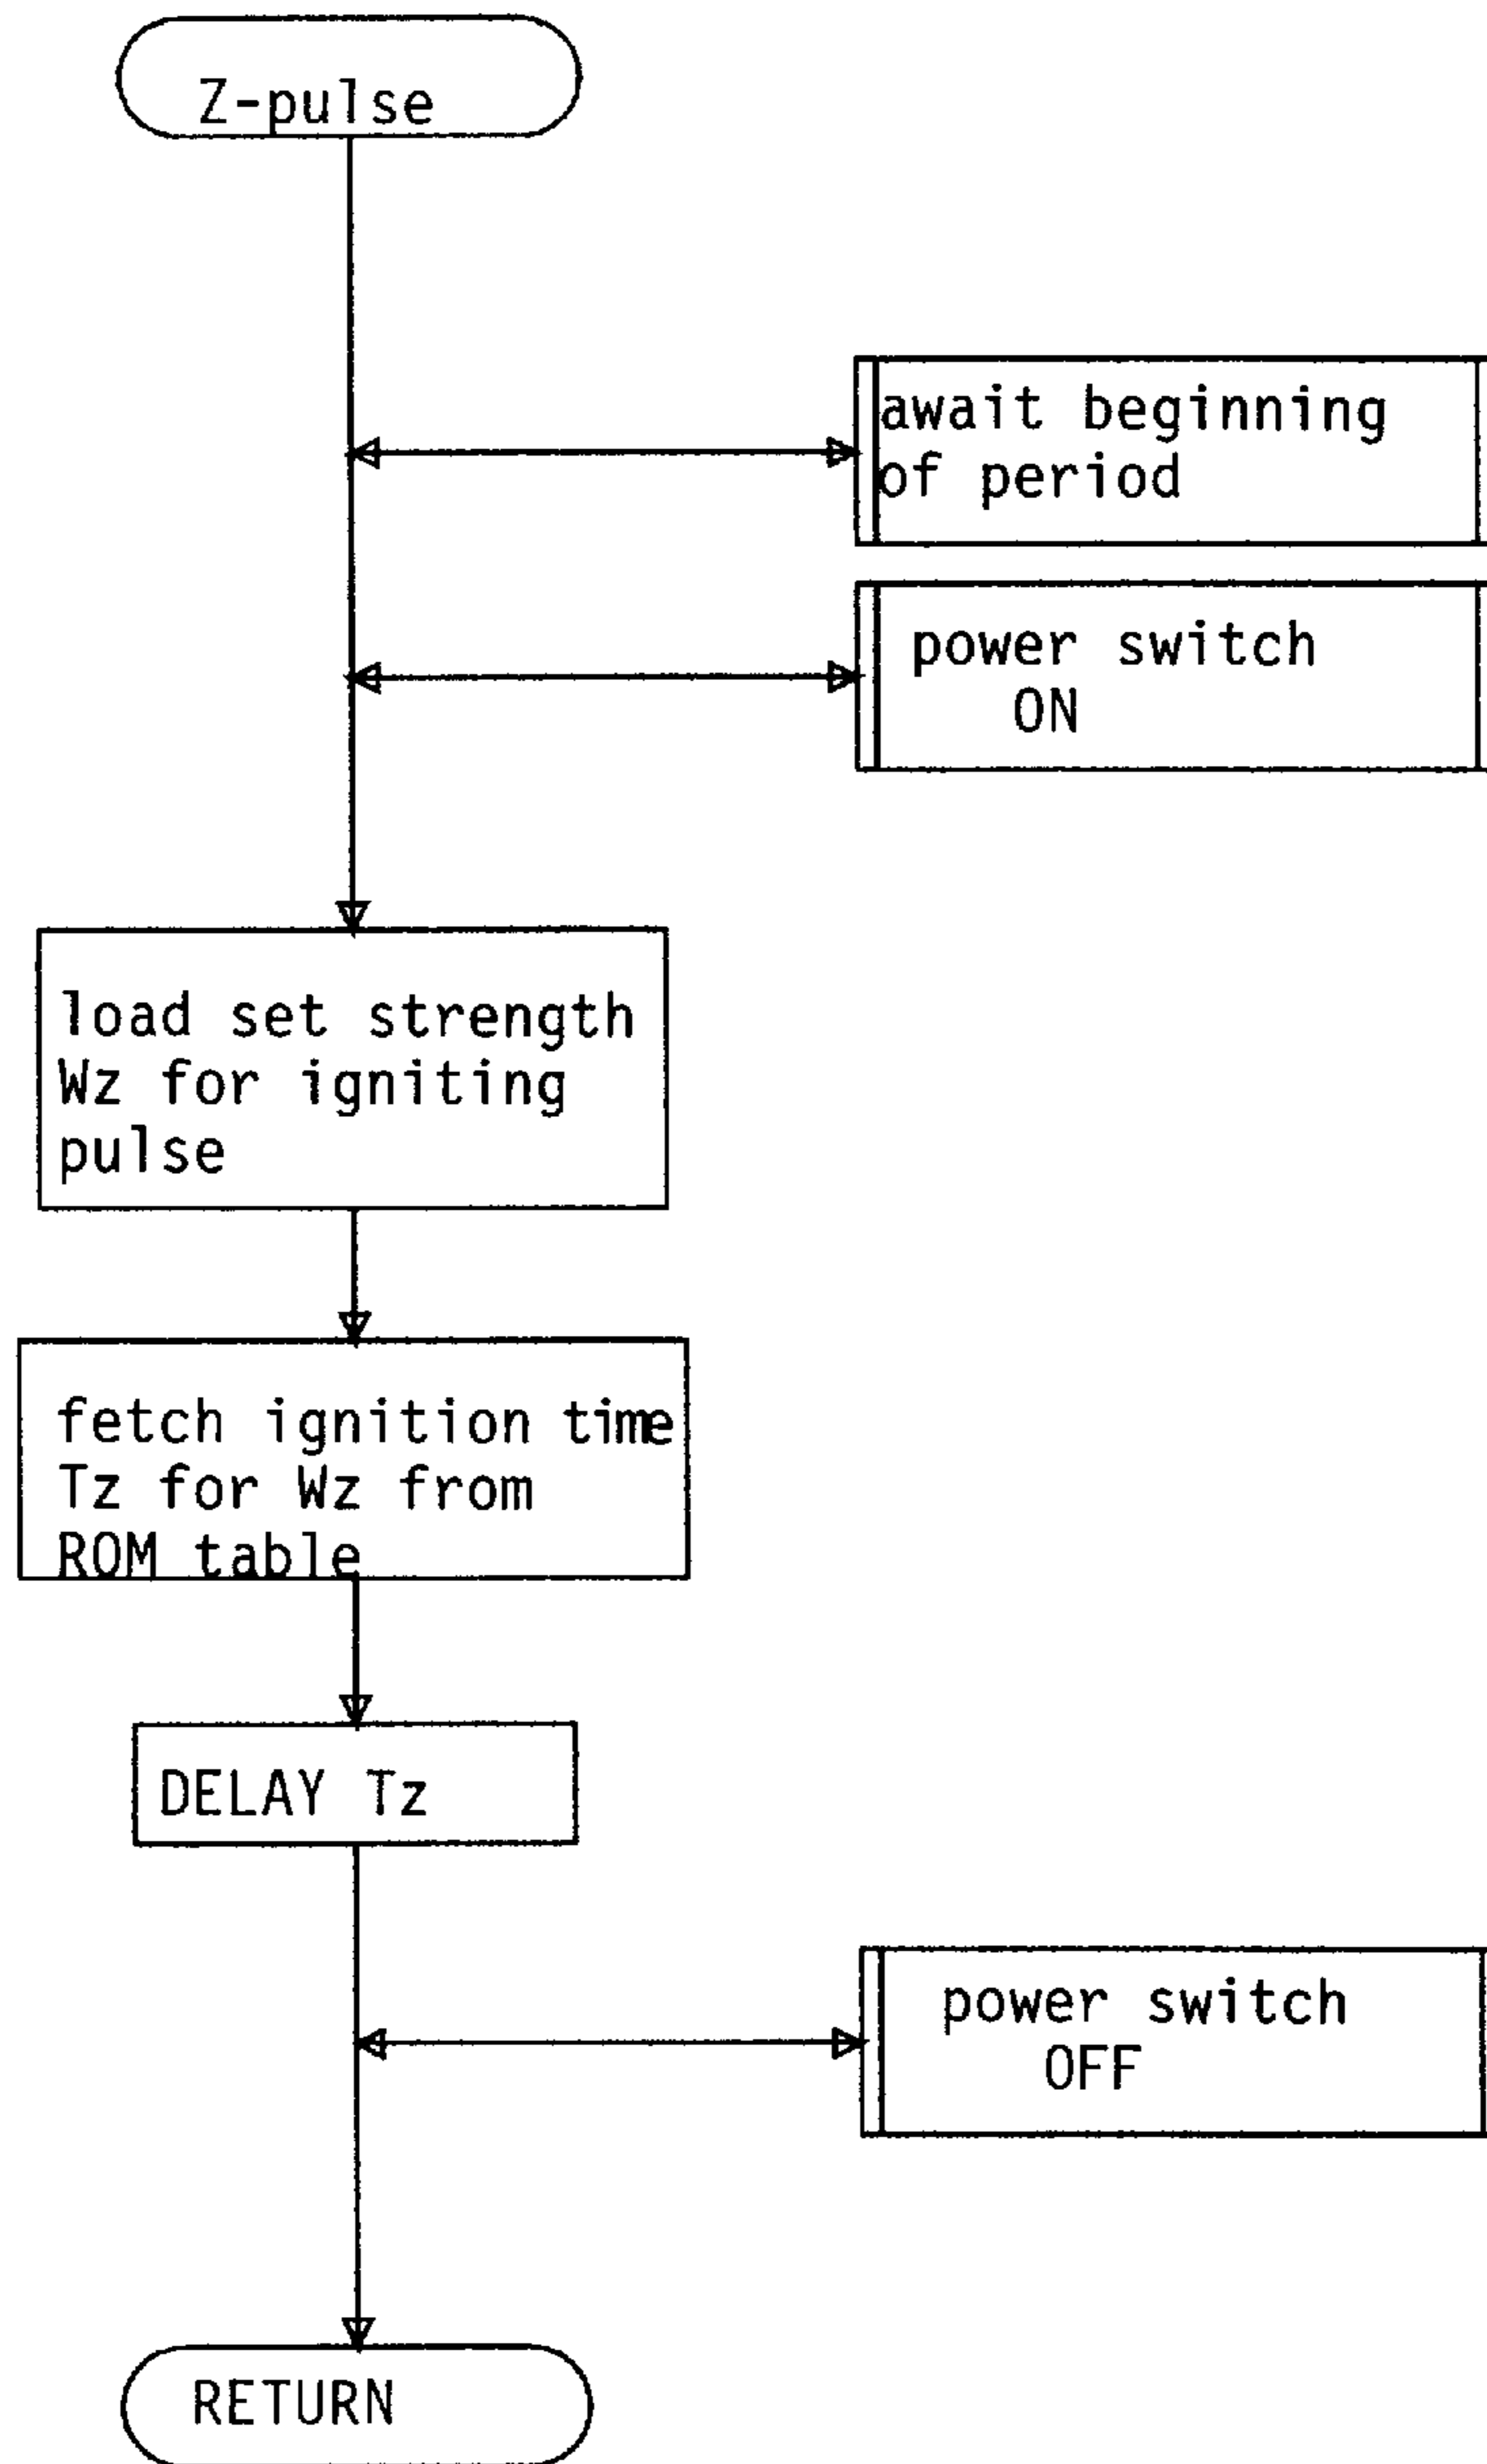 Z-pulse
await beginning
of period
power switch
ON
load set strength
Wz for igniting
pulse
fetch ignition time
Tz for Wz from
ROM table
DELAY Tz
power switch
OFF
RETURN